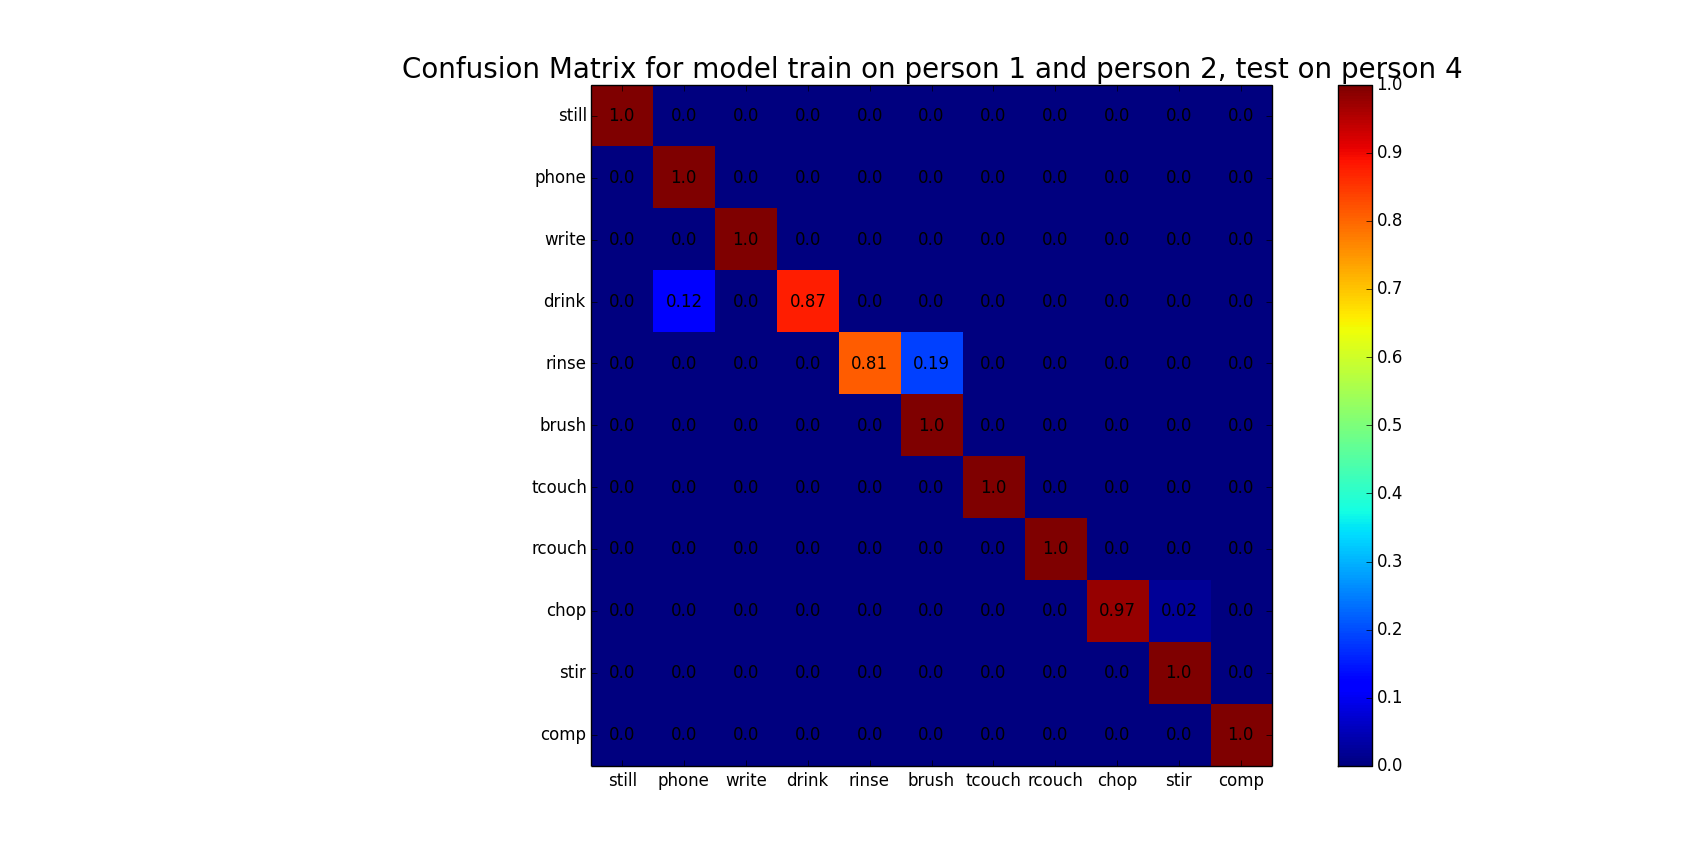 Confusion Matrix for model train on person 1 and person 2, test on person 4
still 1.0 0.0 0.0 0.0 0.0 0.0 0.0 0.0 0.0 0.0 0.0
phone 0.0 1.0 0.0 0.0 0.0 0.0 0.0 0.0 0.0 0.0 0.0
write 0.0 0.0 1.0 0.0 0.0 0.0 0.0 0.0 0.0 0.0 0.0
drink 0.0 0.12 0.0 0.87 0.0 0.0 0.0 0.0 0.0 0.0 0.0
rinse 0.0 0.0 0.0 0.0 0.81 0.19 0.0 0.0 0.0 0.0 0.0
brush 0.0 0.0 0.0 0.0 0.0 1.0 0.0 0.0 0.0 0.0 0.0
tcouch 0.0 0.0 0.0 0.0 0.0 0.0 1.0 0.0 0.0 0.0 0.0
rcouch 0.0 0.0 0.0 0.0 0.0 0.0 0.0 1.0 0.0 0.0 0.0
chop 0.0 0.0 0.0 0.0 0.0 0.0 0.0 0.0 0.97 0.02 0.0
stir 0.0 0.0 0.0 0.0 0.0 0.0 0.0 0.0 0.0 1.0 0.0
comp 0.0 0.0 0.0 0.0 0.0 0.0 0.0 0.0 0.0 0.0 1.0
still phone write drink rinse brush tcouch rcouch chop stir comp
1.0
0.9
0.8
0.7
0.6
0.5
0.4
0.3
0.2
0.1
0.0